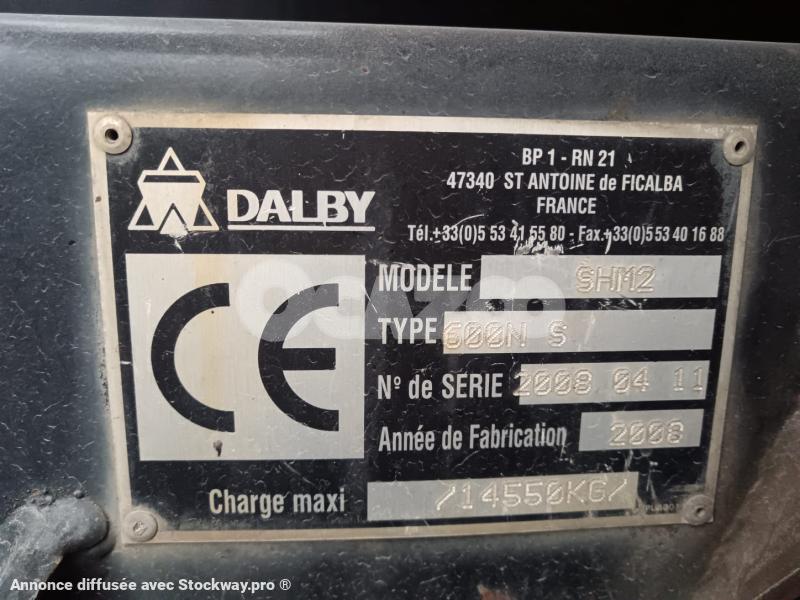 BP 1 - RN 21
47340 ST ANTOINE de FICALBA
FRANCE
DALBY
Tél.+33(0)5 53 41 55 80 - Fax.+33(0)5 53 40 16 88
CE
MODELE SHM2
TYPE 600N S
Nº de SERIE 2008 04 11
Année de Fabrication 2008
Charge maxi /14550KG/
OCAZOO
Annonce diffusée avec Stockway.pro ®